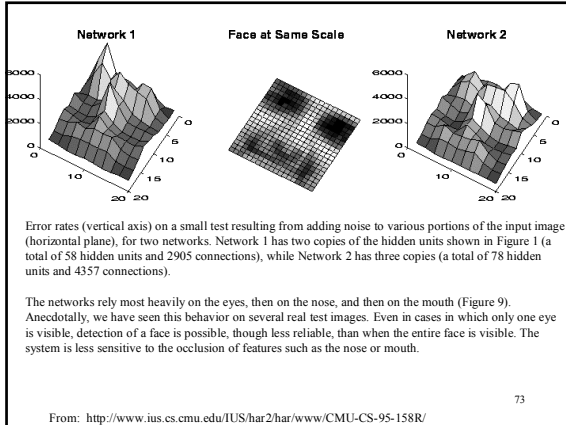 Network 1 Face at Same Scale Network 2
6000 6000
4000 4000
2000 2000
0 0
0 0
5 5
10 10
15 15
20 20
0 0
10 10
20 20
Error rates (vertical axis) on a small test resulting from adding noise to various portions of the input image
(horizontal plane), for two networks. Network 1 has two copies of the hidden units shown in Figure 1 (a
total of 58 hidden units and 2905 connections), while Network 2 has three copies (a total of 78 hidden
units and 4357 connections).
The networks rely most heavily on the eyes, then on the nose, and then on the mouth (Figure 9).
Anecdotally, we have seen this behavior on several real test images. Even in cases in which only one eye
is visible, detection of a face is possible, though less reliable, than when the entire face is visible. The
system is less sensitive to the occlusion of features such as the nose or mouth.
73
From: http://www.ius.cs.cmu.edu/IUS/har2/har/www/CMU-CS-95-158R/